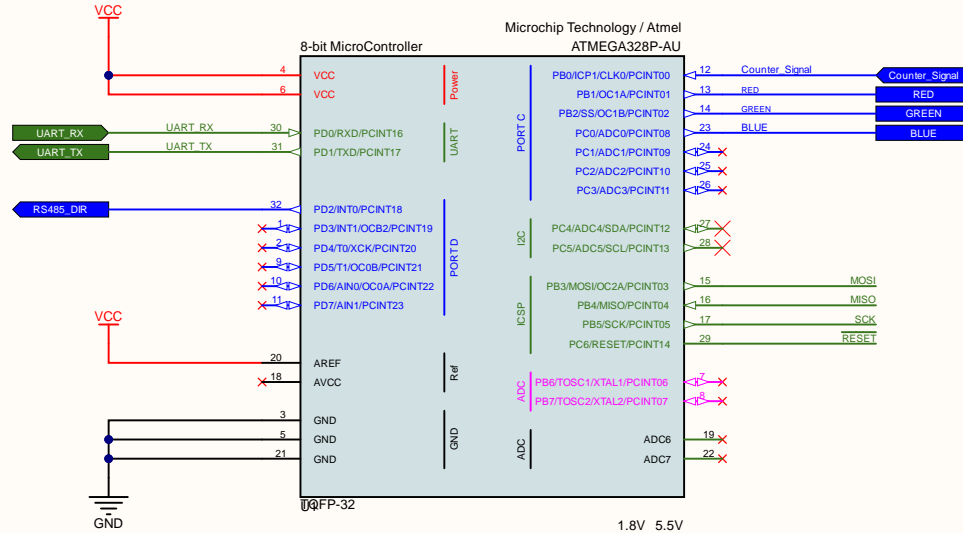 VCC
8-bit MicroController
Microchip Technology / Atmel
ATMEGA328P-AU
4 VCC
6 VCC
Power
UART_RX UART_RX 30 PD0/RXD/PCINT16
UART_TX UART_TX 31 PD1/TXD/PCINT17
UART
RS485_DIR 32 PD2/INT0/PCINT18
1 PD3/INT1/OCB2/PCINT19
2 PD4/T0/XCK/PCINT20
9 PD5/T1/OC0B/PCINT21
10 PD6/AIN0/OC0A/PCINT22
11 PD7/AIN1/PCINT23
PORT D
VCC
20 AREF
18 AVCC
Ref
3 GND
5 GND
21 GND
GND
GND
PORT C
PB0/ICP1/CLK0/PCINT00 12 Counter_Signal Counter_Signal
PB1/OC1A/PCINT01 13 RED RED
PB2/SS/OC1B/PCINT02 14 GREEN GREEN
PC0/ADC0/PCINT08 23 BLUE BLUE
PC1/ADC1/PCINT09 24
PC2/ADC2/PCINT10 25
PC3/ADC3/PCINT11 26
I2C
PC4/ADC4/SDA/PCINT12 27
PC5/ADC5/SCL/PCINT13 28
ICSP
PB3/MOSI/OC2A/PCINT03 15 MOSI
PB4/MISO/PCINT04 16 MISO
PB5/SCK/PCINT05 17 SCK
PC6/RESET/PCINT14 29 RESET
ADC
PB6/TOSC1/XTAL1/PCINT06 7
PB7/TOSC2/XTAL2/PCINT07 8
ADC
ADC6 19
ADC7 22
TQFP-32
U1
1.8V 5.5V